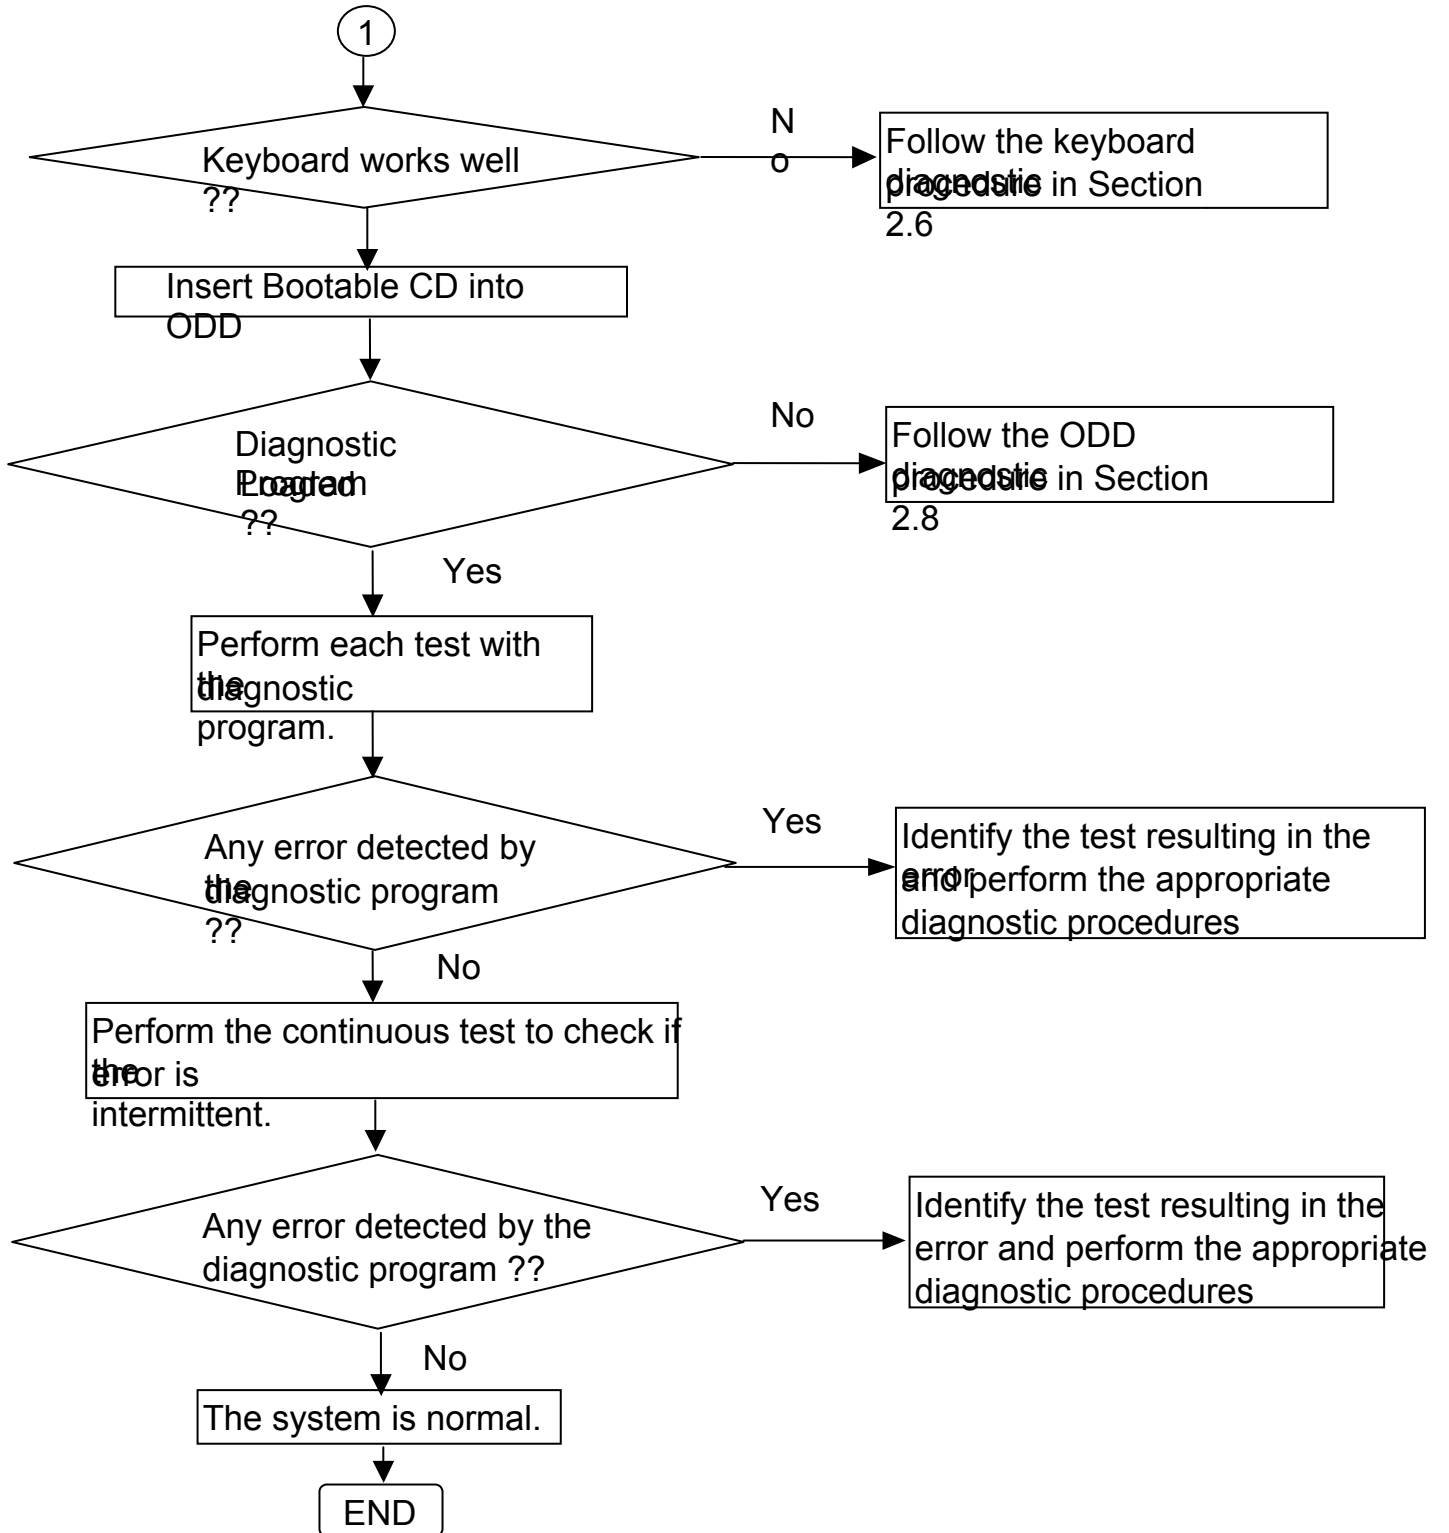 1
Keyboard works well
??
No
Follow the keyboard
diagnostic
procedure in Section
2.6
Insert Bootable CD into
ODD
Diagnostic
Program
Loaded
??
No
Follow the ODD
diagnostic
procedure in Section
2.8
Yes
Perform each test with
the
diagnostic
program.
Any error detected by
the
diagnostic program
??
Yes
Identify the test resulting in the
error
and perform the appropriate
diagnostic procedures
No
Perform the continuous test to check if
the
error is
intermittent.
Any error detected by the
diagnostic program ??
Yes
Identify the test resulting in the
error and perform the appropriate
diagnostic procedures
No
The system is normal.
END